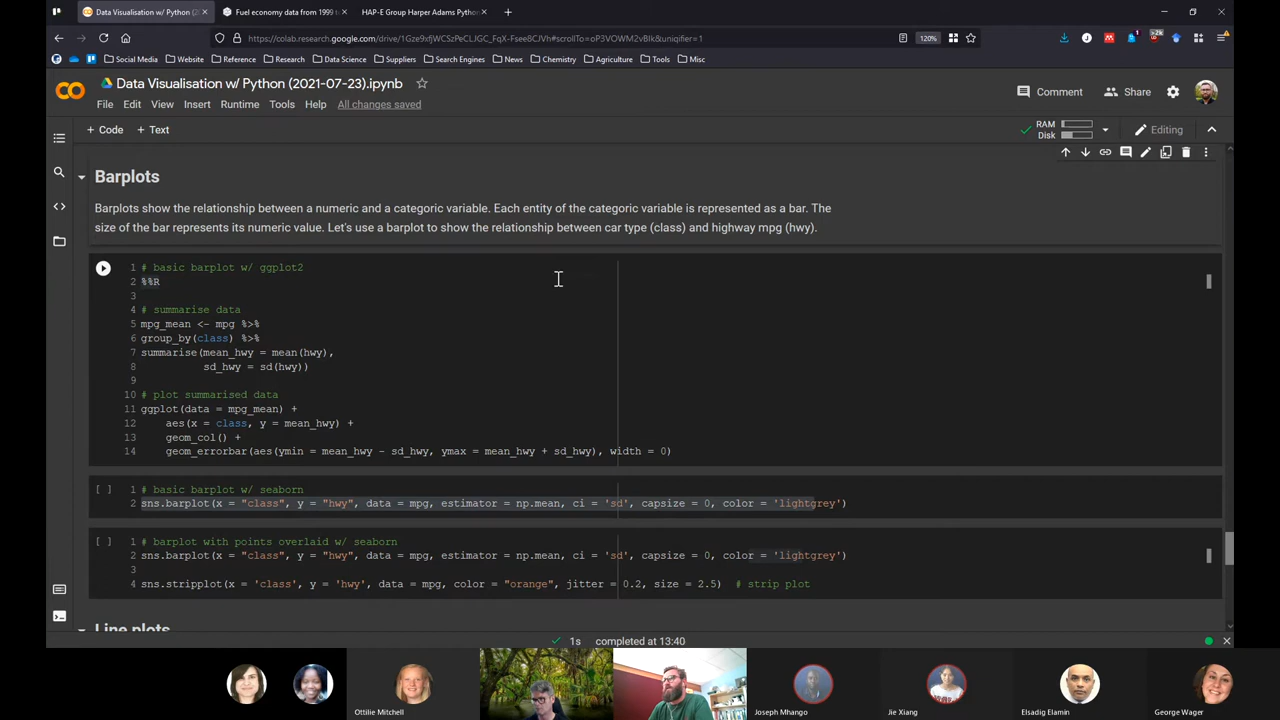 Data Visualisation w/ Python (20
Fuel economy data from 1999 t
HAP-E Group Harper Adams Python
https://colab.research.google.com/drive/1Gze9xfjWCSzPeCLJGC_FqX-Fsee8CJVh#scrollTo=oP3VOWM2vBlk&uniqifier=1
120%
Social Media
Website
Reference
Research
Data Science
Suppliers
Search Engines
News
Chemistry
Agriculture
Tools
Misc
Data Visualisation w/ Python (2021-07-23).ipynb
Comment
Share
File Edit View Insert Runtime Tools Help All changes saved
+ Code + Text
RAM
Disk
Editing
Barplots
Barplots show the relationship between a numeric and a categoric variable. Each entity of the categoric variable is represented as a bar. The
size of the bar represents its numeric value. Let's use a barplot to show the relationship between car type (class) and highway mpg (hwy).
1 # basic barplot w/ ggplot2
2 %%R
3
4 # summarise data
5 mpg_mean <- mpg %>%
6 group_by(class) %>%
7 summarise(mean_hwy = mean(hwy),
8 sd_hwy = sd(hwy))
9
10 # plot summarised data
11 ggplot(data = mpg_mean) +
12 aes(x = class, y = mean_hwy) +
13 geom_col() +
14 geom_errorbar(aes(ymin = mean_hwy - sd_hwy, ymax = mean_hwy + sd_hwy), width = 0)
[ ] 1 # basic barplot w/ seaborn
2 sns.barplot(x = "class", y = "hwy", data = mpg, estimator = np.mean, ci = 'sd', capsize = 0, color = 'lightgrey')
[ ] 1 # barplot with points overlaid w/ seaborn
2 sns.barplot(x = "class", y = "hwy", data = mpg, estimator = np.mean, ci = 'sd', capsize = 0, color = 'lightgrey')
3
4 sns.stripplot(x = 'class', y = 'hwy', data = mpg, color = "orange", jitter = 0.2, size = 2.5) # strip plot
Line plots
1s completed at 13:40
Ottilie Mitchell
Joseph Mhango
Jie Xiang
Elsadig Elamin
George Wager